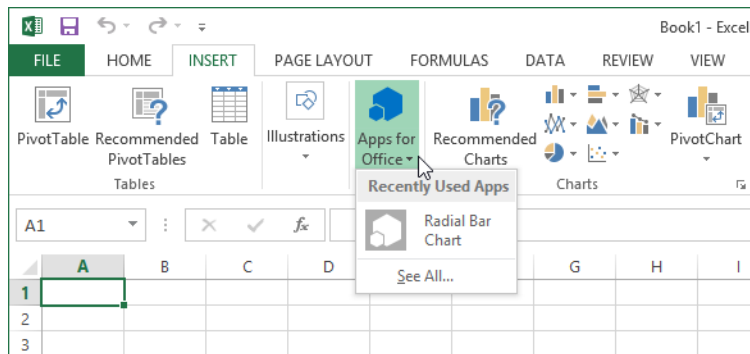 Book1 - Excel
FILE HOME INSERT PAGE LAYOUT FORMULAS DATA REVIEW VIEW
PivotTable Recommended PivotTables Table
Illustrations
Apps for Office
Recommended Charts
PivotChart
Tables
Charts
Recently Used Apps
Radial Bar
Chart
See All...
A1
fx
A B C D G H I
1
2
3